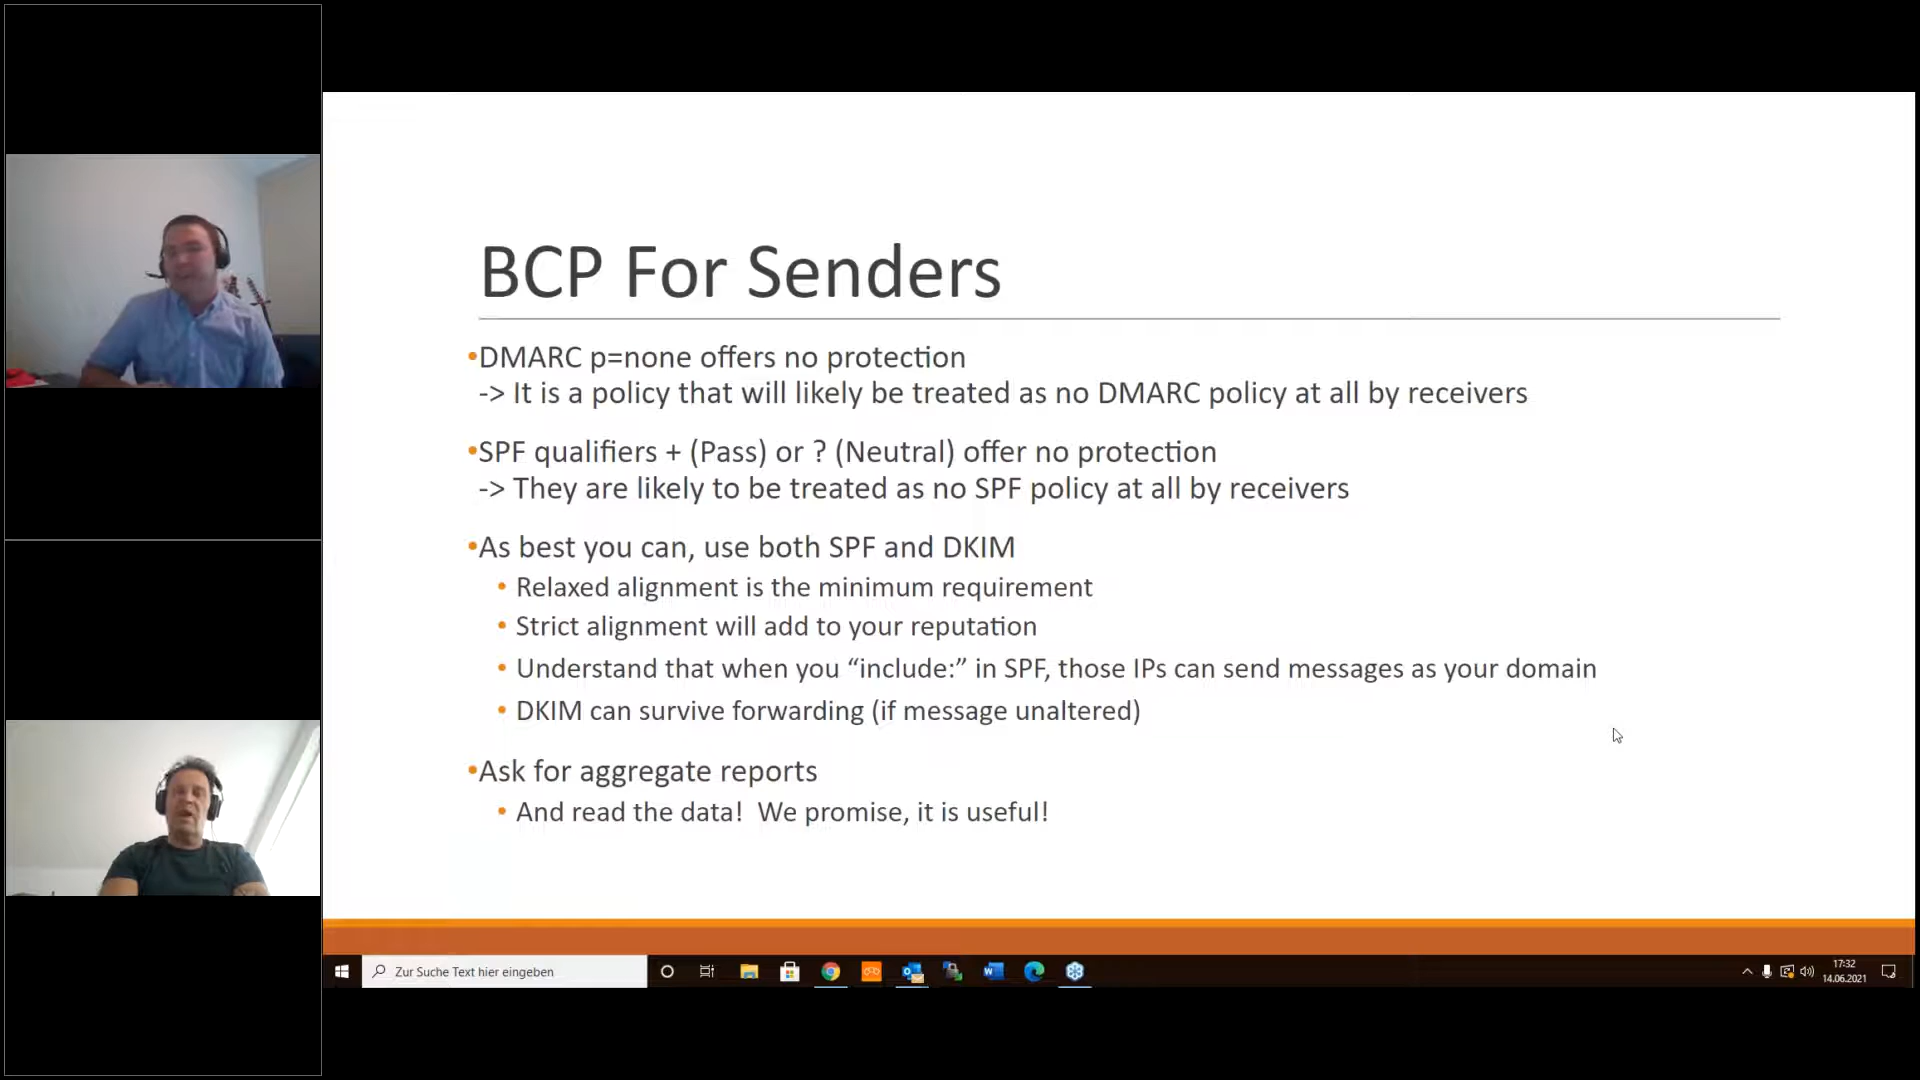 BCP For Senders
•DMARC p=none offers no protection
-> It is a policy that will likely be treated as no DMARC policy at all by receivers
•SPF qualifiers + (Pass) or ? (Neutral) offer no protection
-> They are likely to be treated as no SPF policy at all by receivers
•As best you can, use both SPF and DKIM
• Relaxed alignment is the minimum requirement
• Strict alignment will add to your reputation
• Understand that when you “include:” in SPF, those IPs can send messages as your domain
• DKIM can survive forwarding (if message unaltered)
•Ask for aggregate reports
• And read the data!  We promise, it is useful!
Zur Suche Text hier eingeben
17:32
14.06.2021